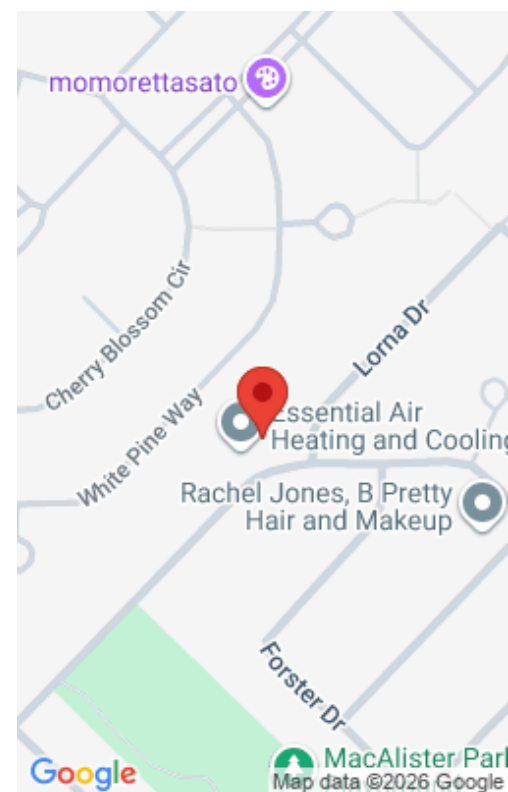 momorettasato
Cherry Blossom Cir
Lorna Dr
White Pine Way
Essential Air
Heating and Cooling
Rachel Jones, B Pretty
Hair and Makeup
Forster Dr
MacAlister Park
Google
Map data ©2026 Google